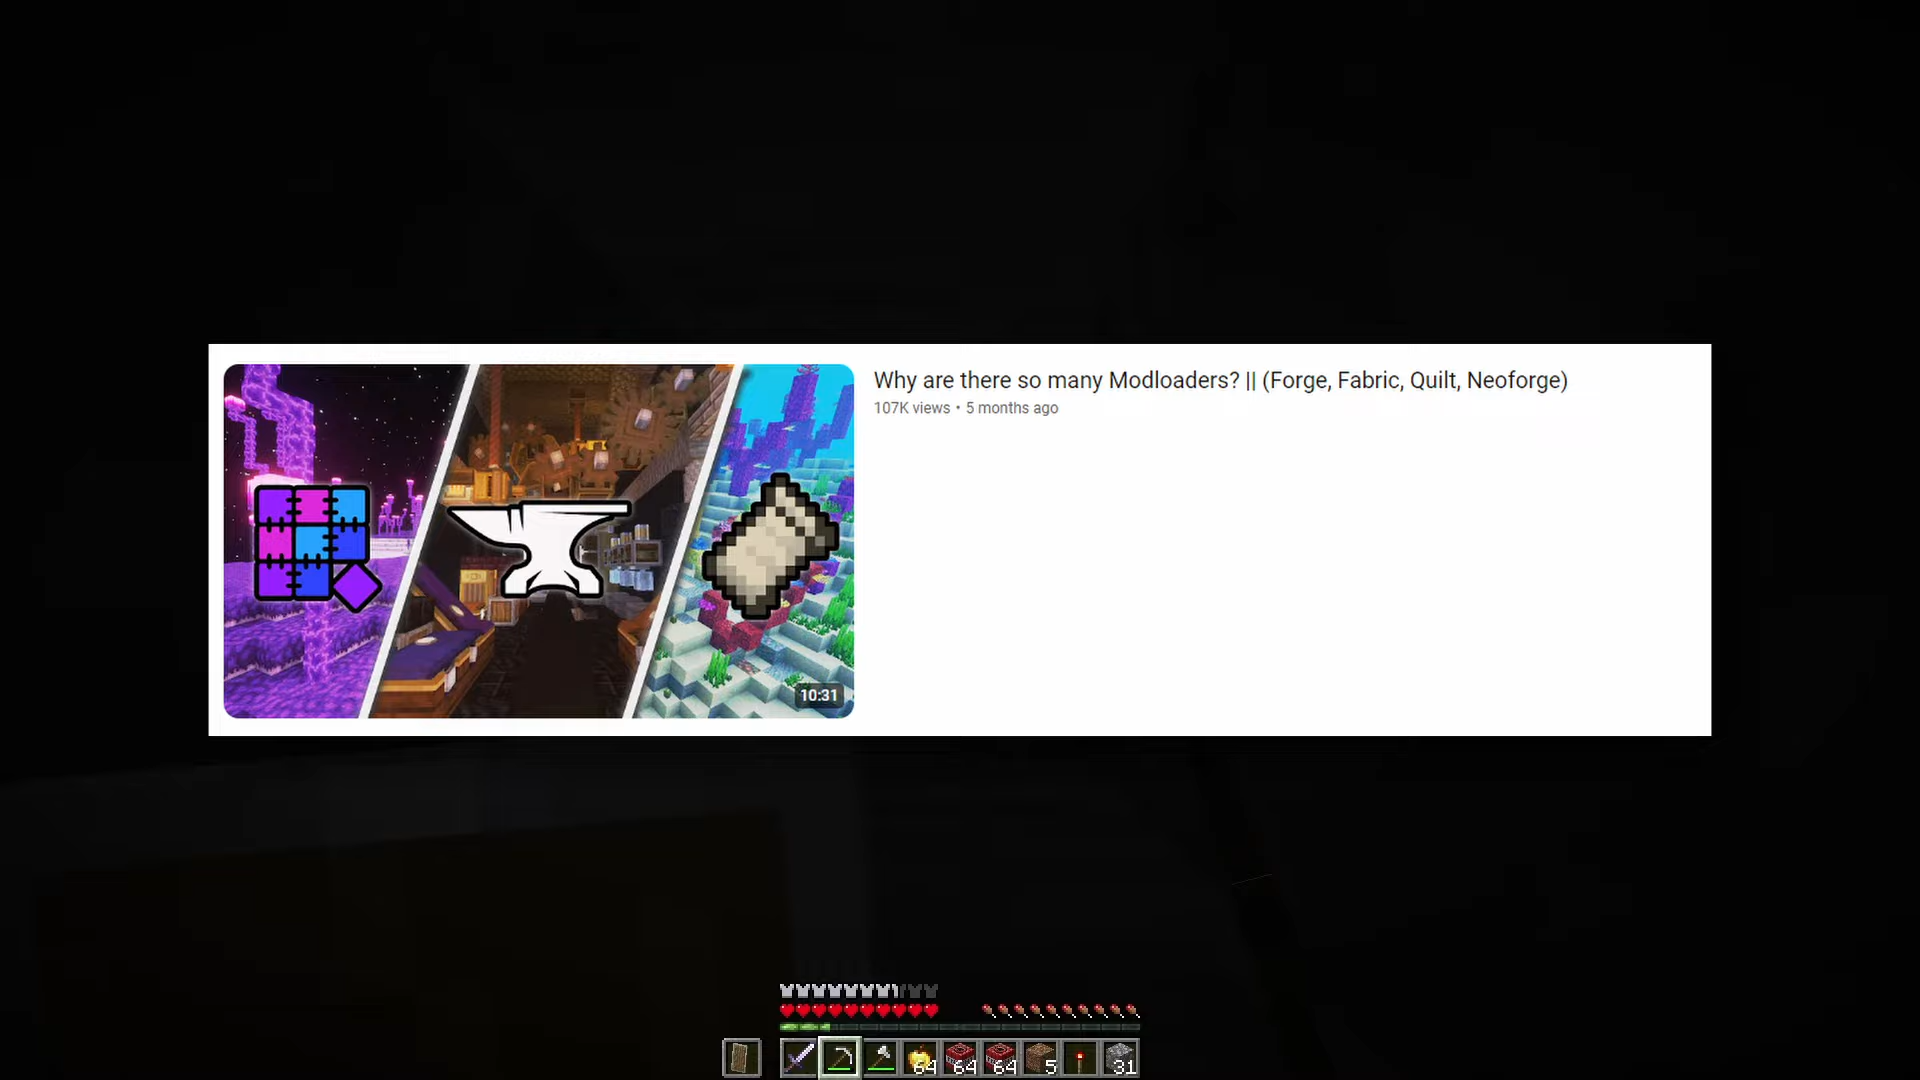 Why are there so many Modloaders? || (Forge, Fabric, Quilt, Neoforge)
107K views • 5 months ago
10:31
64 64 64 5 31